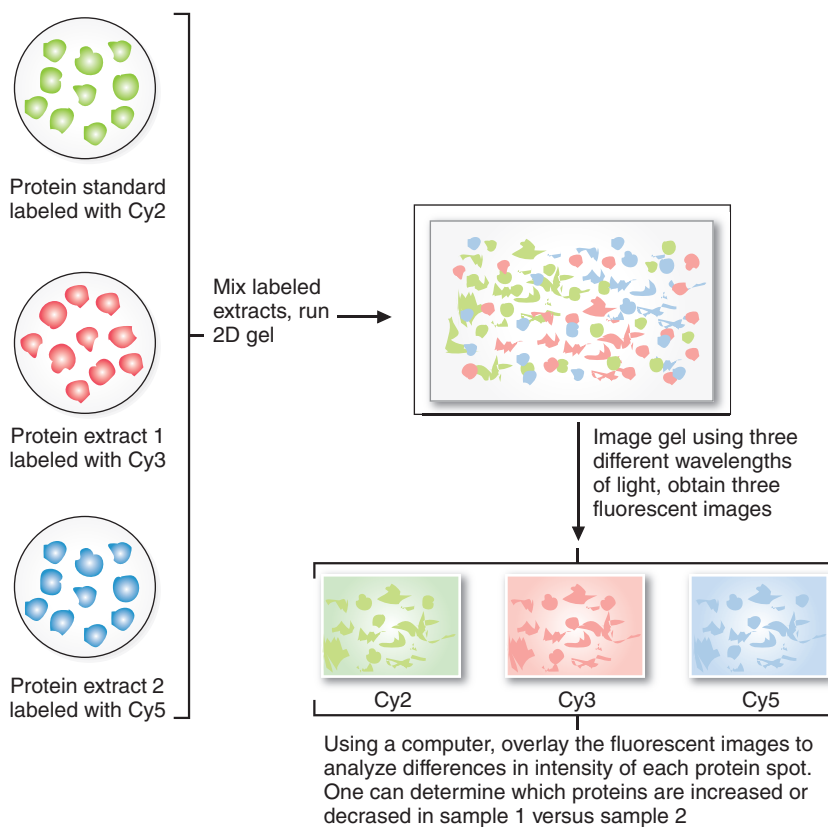 Protein standard
labeled with Cy2
Protein extract 1
labeled with Cy3
Protein extract 2
labeled with Cy5
Mix labeled
extracts, run
2D gel
Image gel using three
different wavelengths
of light, obtain three
fluorescent images
Cy2
Cy3
Cy5
Using a computer, overlay the fluorescent images to
analyze differences in intensity of each protein spot.
One can determine which proteins are increased or
decrased in sample 1 versus sample 2